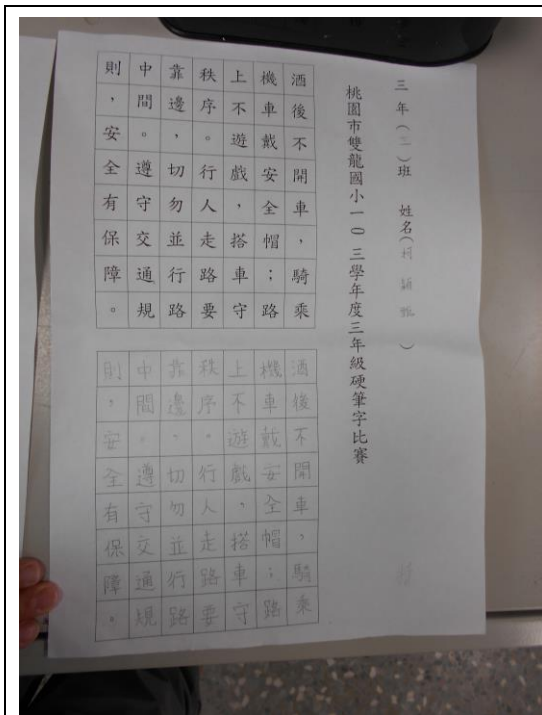 桃園市雙龍國小一〇三學年度三年級硬筆字比賽
三年(三)班 姓名(柯穎 )
酒後不開車，騎乘
機車戴安全帽；路
上不遊戲，搭車守
秩序。行人走路要
靠邊，切勿並行路
中間。遵守交通規
則，安全有保障。
酒後不開車，騎乘
機車戴安全帽；路
上不遊戲，搭車守
秩序。行人走路要
靠邊，切勿並行路
中間。遵守交通規
則，安全有保障。